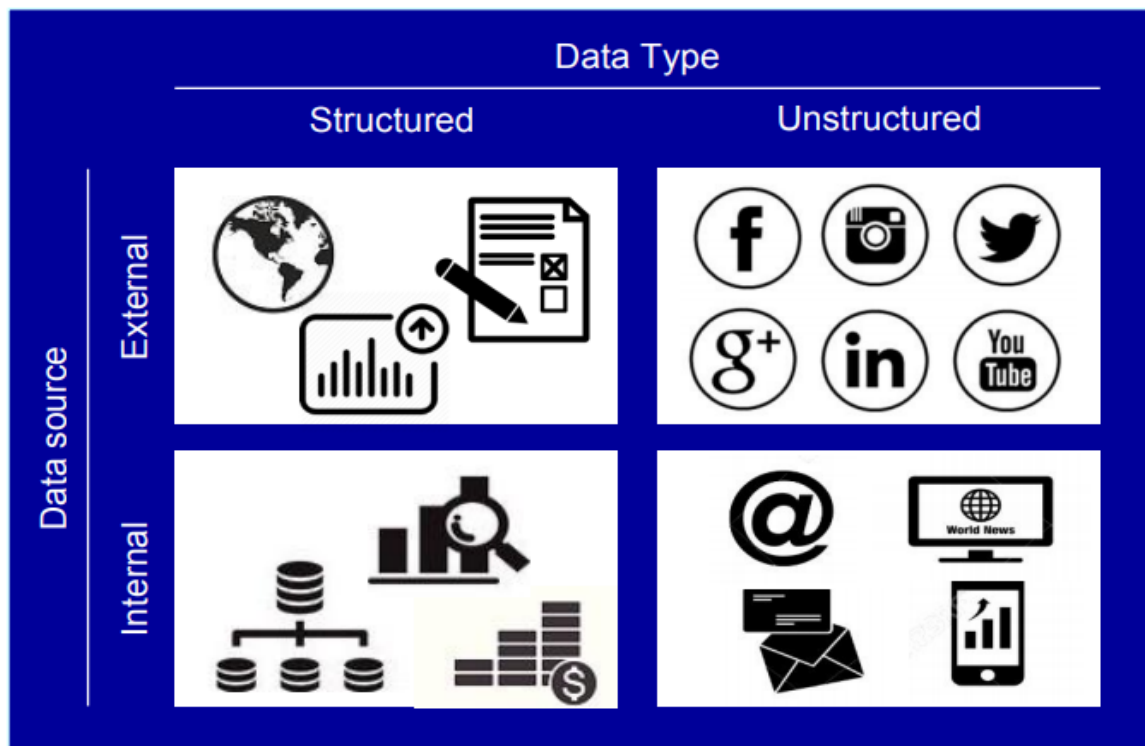 Data Type
Structured
Unstructured
Data source
External
Internal
f
g+
in
You
Tube
@
World News
$